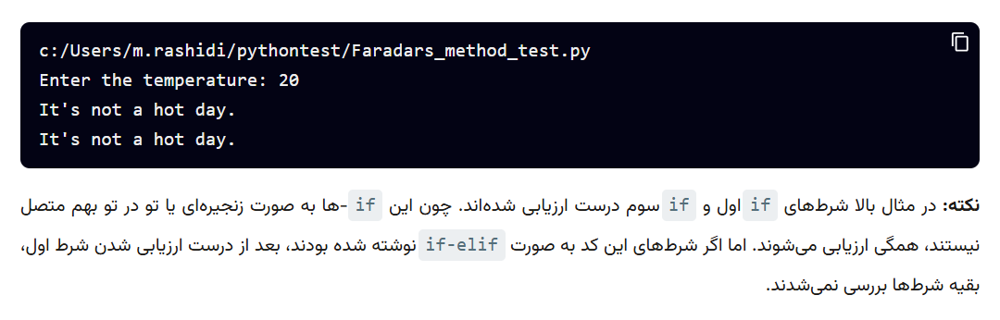 c:/Users/m.rashidi/pythontest/Faradars_method_test.py
Enter the temperature: 20
It's not a hot day.
It's not a hot day.
نکته: در مثال بالا شرط‌های if اول و if سوم درست ارزیابی شده‌اند. چون این if-ها به صورت زنجیره‌ای یا تو در تو بهم متصل
نیستند، همگی ارزیابی می‌شوند. اما اگر شرط‌های این کد به صورت if-elif نوشته شده بودند، بعد از درست ارزیابی شدن شرط اول،
بقیه شرط‌ها بررسی نمی‌شدند.